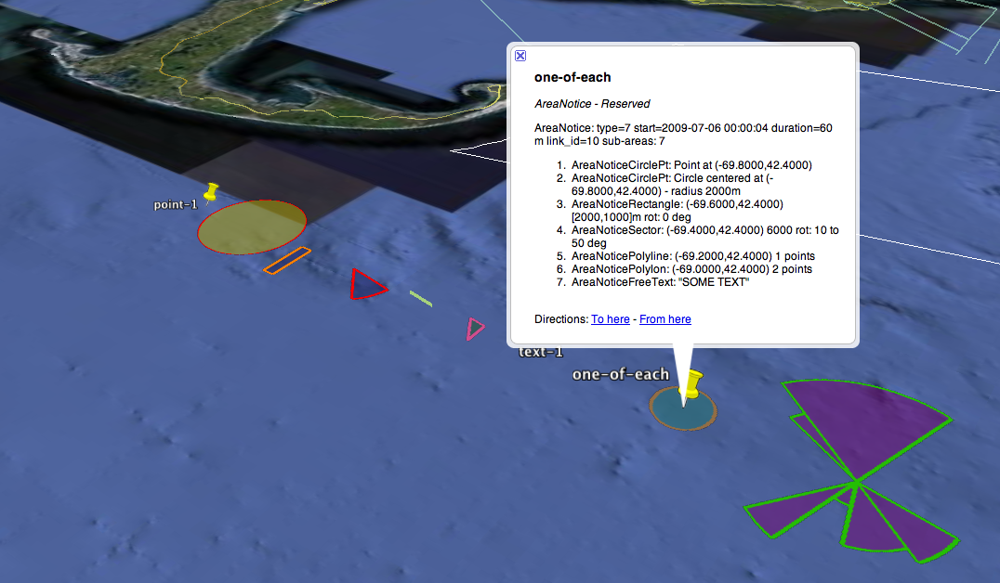 one-of-each
AreaNotice - Reserved
AreaNotice: type=7 start=2009-07-06 00:00:04 duration=60
m link_id=10 sub-areas: 7
1. AreaNoticeCirclePt: Point at (-69.8000,42.4000)
2. AreaNoticeCirclePt: Circle centered at (-
69.8000,42.4000) - radius 2000m
3. AreaNoticeRectangle: (-69.6000,42.4000)
[2000,1000]m rot: 0 deg
4. AreaNoticeSector: (-69.4000,42.4000) 6000 rot: 10 to
50 deg
5. AreaNoticePolyline: (-69.2000,42.4000) 1 points
6. AreaNoticePolylon: (-69.0000,42.4000) 2 points
7. AreaNoticeFreeText: "SOME TEXT"
Directions: To here - From here
point-1
text-1
one-of-each